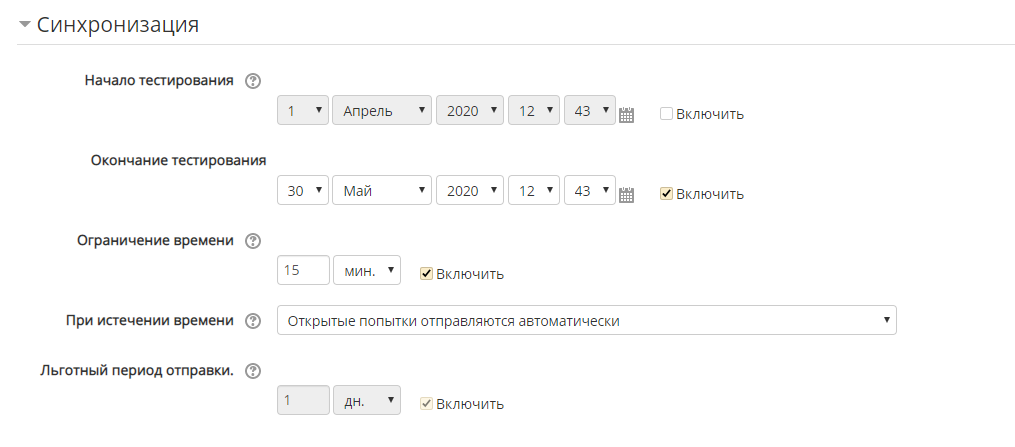 Синхронизация
Начало тестирования
1 Апрель 2020 12 43 Включить
Окончание тестирования
30 Май 2020 12 43 Включить
Ограничение времени
15 мин. Включить
При истечении времени Открытые попытки отправляются автоматически
Льготный период отправки.
1 дн. Включить